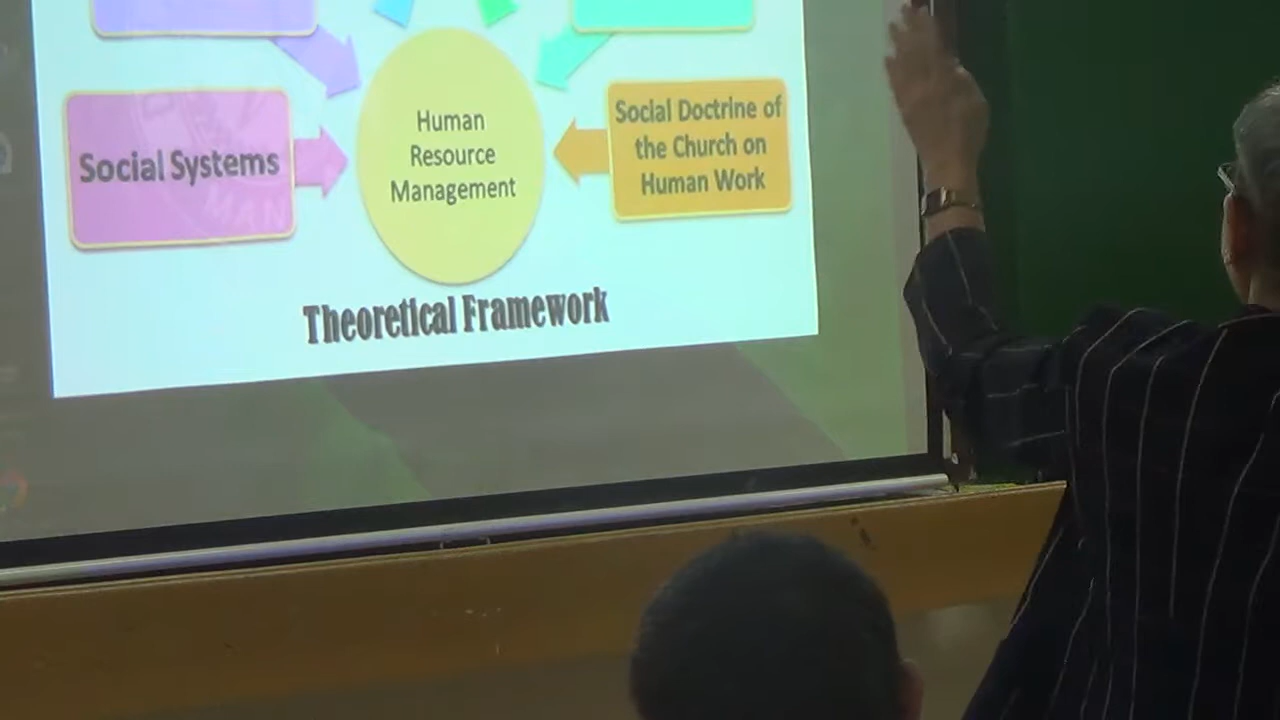 Social Systems
Human
Resource
Management
Social Doctrine of
the Church on
Human Work
Theoretical Framework